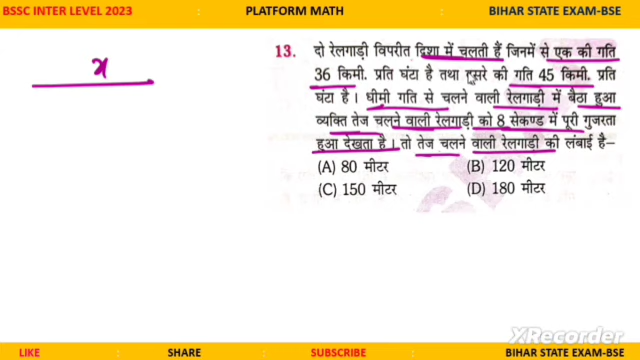 BSSC INTER LEVEL 2023 : PLATFORM MATH : BIHAR STATE EXAM-BSE
x
13. दो रेलगाड़ी विपरीत दिशा में चलती हैं जिनमें से एक की गति
36 किमी. प्रति घंटा है तथा दुसरे की गति 45 किमी. प्रति
घंटा है। धीमी गति से चलने वाली रेलगाड़ी में बैठा हुआ
व्यक्ति तेज चलने वाली रेलगाड़ी को 8 सेकण्ड में पूरी गुजरता
हुआ देखता है। तो तेज चलने वाली रेलगाडी की लंबाई है–
(A) 80 मीटर (B) 120 मीटर
(C) 150 मीटर (D) 180 मीटर
XRecorder
LIKE : SHARE : SUBSCRIBE : BIHAR STATE EXAM-BSE